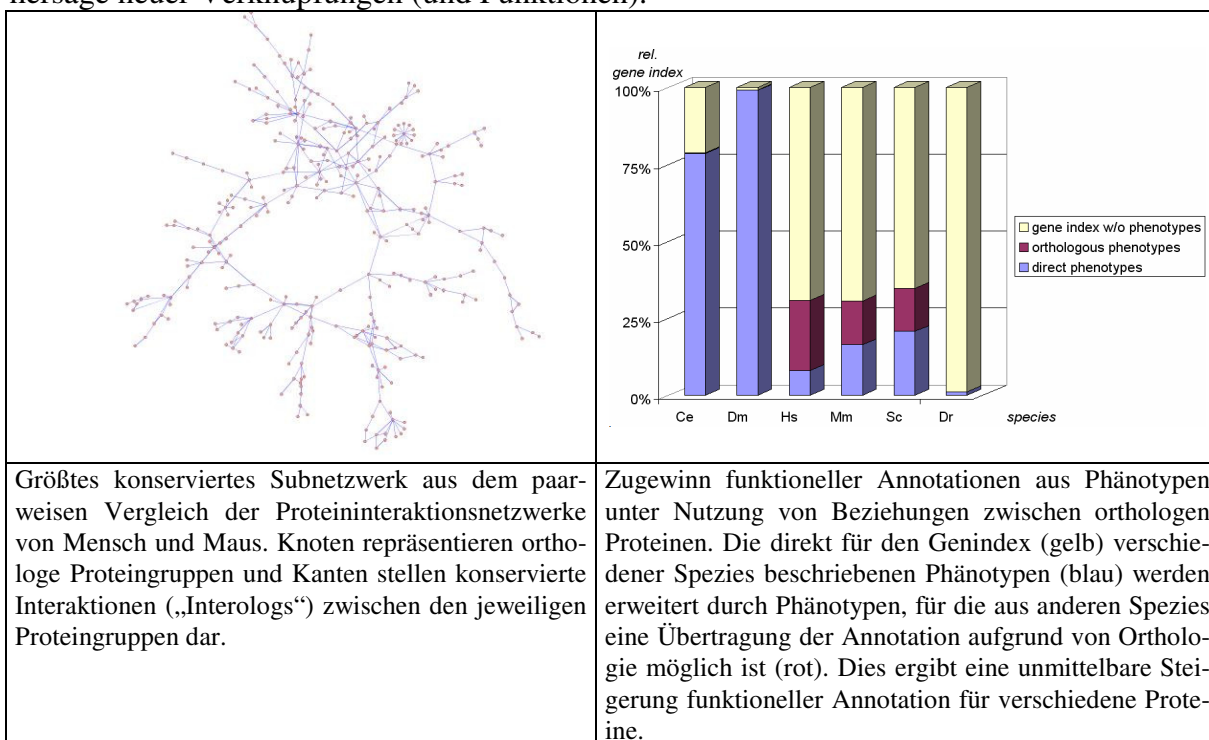 hersage neuer Verknüpfungen (und Funktionen).
rel.
gene index
100%
75%
50%
25%
0%
Ce Dm Hs Mm Sc Dr species
gene index w/o phenotypes
orthologous phenotypes
direct phenotypes
Größtes konserviertes Subnetzwerk aus dem paar-
weisen Vergleich der Proteininteraktionsnetzwerke
von Mensch und Maus. Knoten repräsentieren ortho-
loge Proteingruppen und Kanten stellen konservierte
Interaktionen („Interologs“) zwischen den jeweiligen
Proteingruppen dar.
Zugewinn funktioneller Annotationen aus Phänotypen
unter Nutzung von Beziehungen zwischen orthologen
Proteinen. Die direkt für den Genindex (gelb) verschie-
dener Spezies beschriebenen Phänotypen (blau) werden
erweitert durch Phänotypen, für die aus anderen Spezies
eine Übertragung der Annotation aufgrund von Ortholo-
gie möglich ist (rot). Dies ergibt eine unmittelbare Stei-
gerung funktioneller Annotation für verschiedene Prote-
ine.